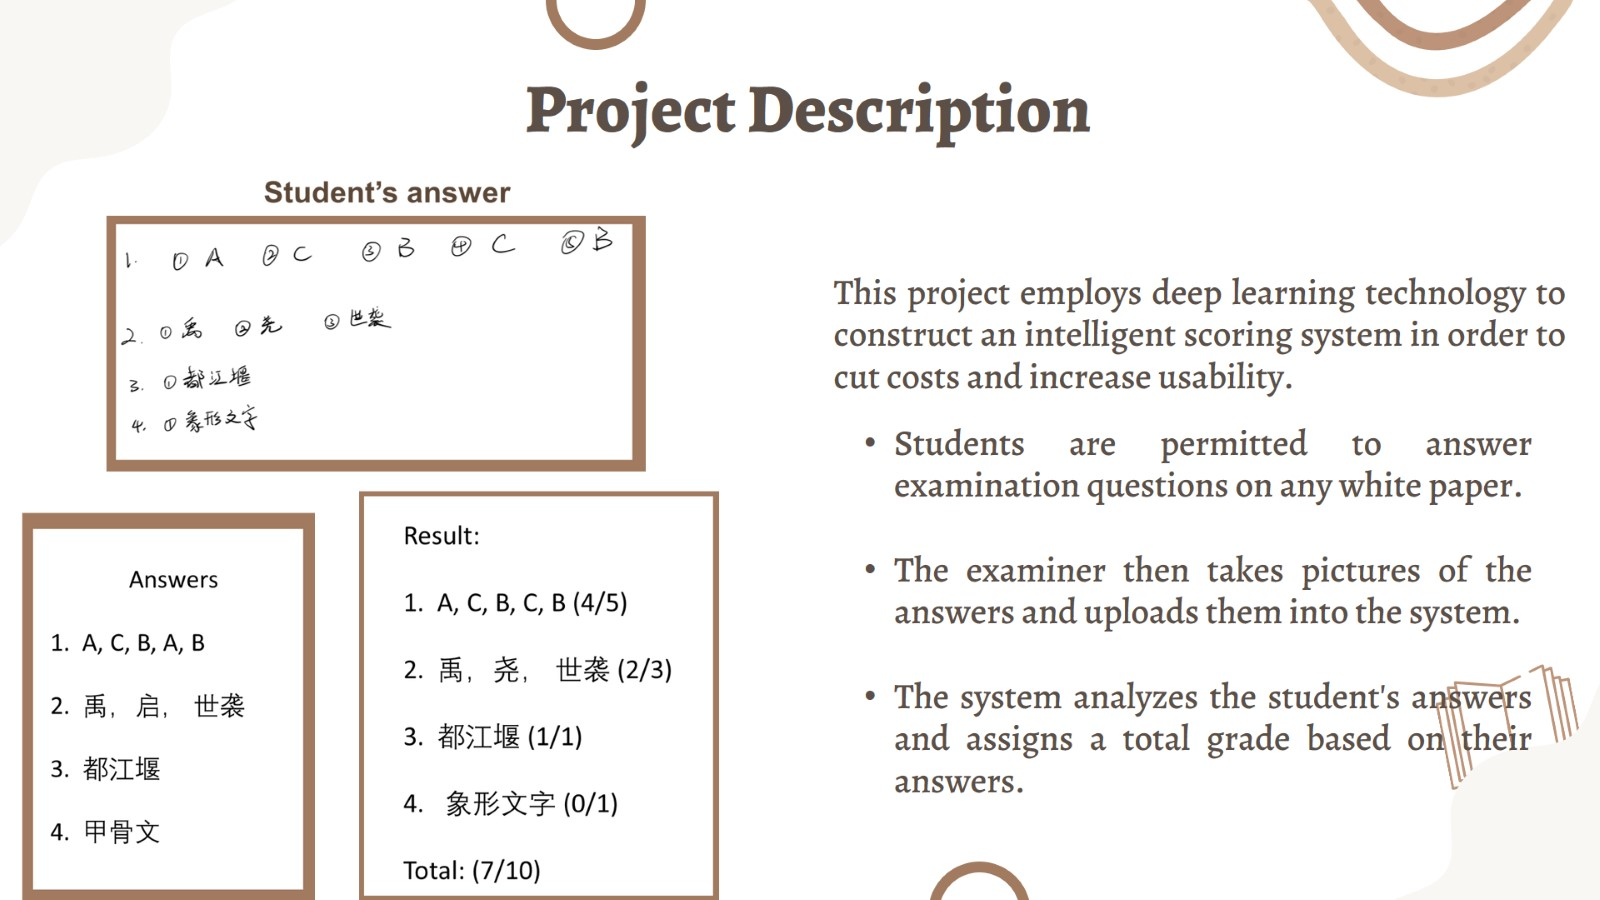 Project Description
Student’s answer
1. ① A ② C ③ B ④ C ⑤ B
2. ① 禹 ② 尧 ③ 世袭
3. ① 都江堰
4. ① 象形文字
Answers
1. A, C, B, A, B
2. 禹， 启， 世袭
3. 都江堰
4. 甲骨文
Result:
1. A, C, B, C, B (4/5)
2. 禹， 尧， 世袭 (2/3)
3. 都江堰 (1/1)
4. 象形文字 (0/1)
Total: (7/10)
This project employs deep learning technology to
construct an intelligent scoring system in order to
cut costs and increase usability.
• Students are permitted to answer
examination questions on any white paper.
• The examiner then takes pictures of the
answers and uploads them into the system.
• The system analyzes the student's answers
and assigns a total grade based on their
answers.